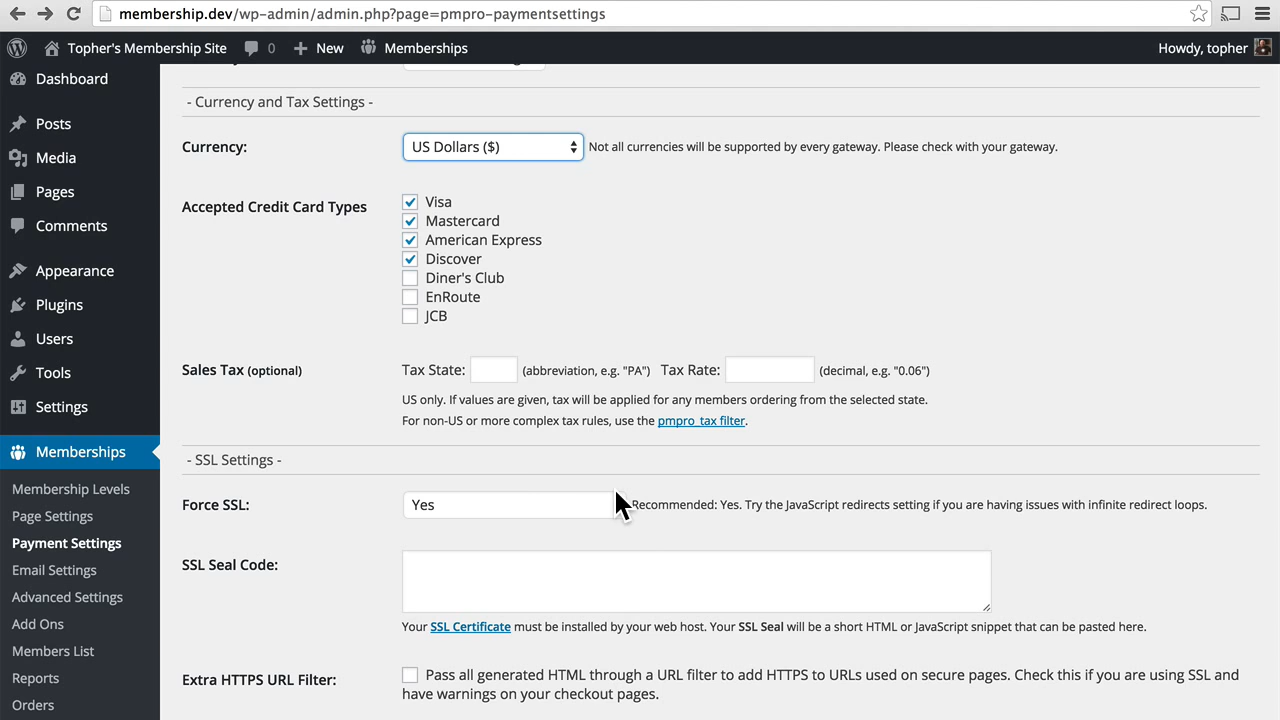 membership.dev/wp-admin/admin.php?page=pmpro-paymentsettings
Topher's Membership Site 0 New Memberships Howdy, topher
Dashboard
Posts
Media
Pages
Comments
Appearance
Plugins
Users
Tools
Settings
Memberships
Membership Levels
Page Settings
Payment Settings
Email Settings
Advanced Settings
Add Ons
Members List
Reports
Orders
- Currency and Tax Settings -
Currency: US Dollars ($) Not all currencies will be supported by every gateway. Please check with your gateway.
Accepted Credit Card Types
Visa
Mastercard
American Express
Discover
Diner's Club
EnRoute
JCB
Sales Tax (optional) Tax State: (abbreviation, e.g. "PA") Tax Rate: (decimal, e.g. "0.06")
US only. If values are given, tax will be applied for any members ordering from the selected state.
For non-US or more complex tax rules, use the pmpro_tax filter.
- SSL Settings -
Force SSL: Yes Recommended: Yes. Try the JavaScript redirects setting if you are having issues with infinite redirect loops.
SSL Seal Code:
Your SSL Certificate must be installed by your web host. Your SSL Seal will be a short HTML or JavaScript snippet that can be pasted here.
Extra HTTPS URL Filter: Pass all generated HTML through a URL filter to add HTTPS to URLs used on secure pages. Check this if you are using SSL and
have warnings on your checkout pages.